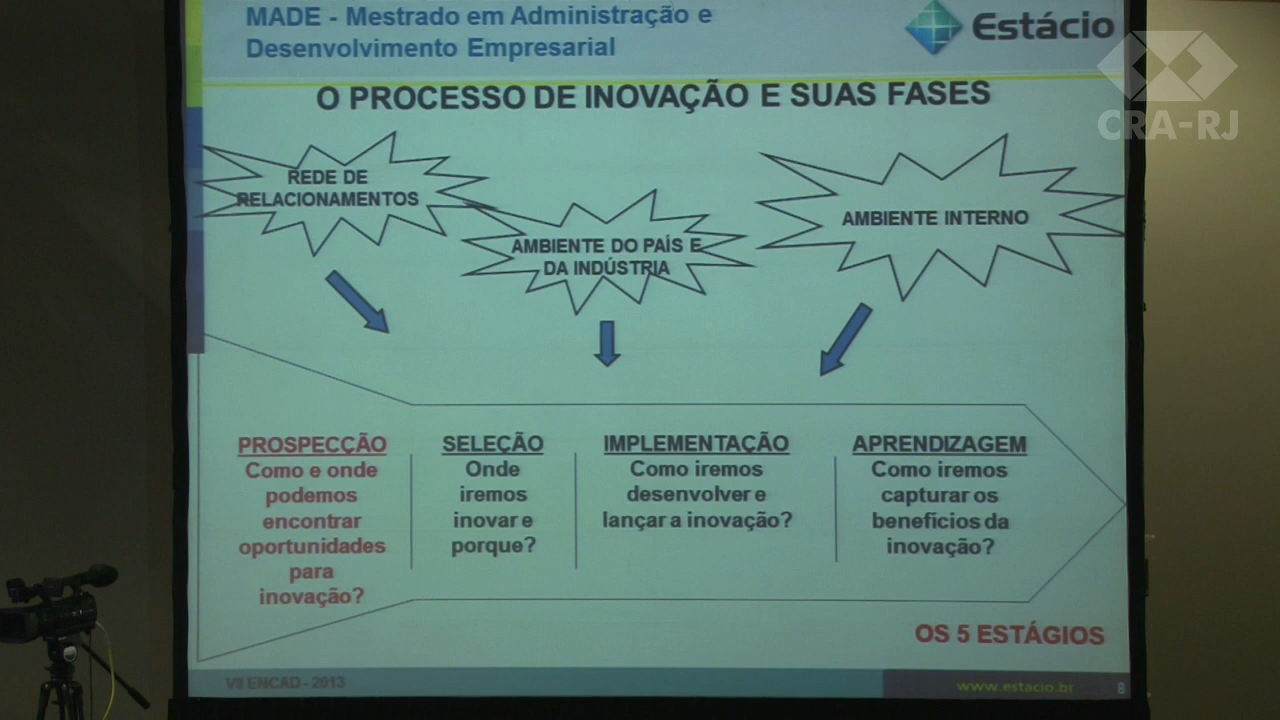 MADE - Mestrado em Administração e
Desenvolvimento Empresarial
Estácio
CRA-RJ
O PROCESSO DE INOVAÇÃO E SUAS FASES
REDE DE
RELACIONAMENTOS
AMBIENTE DO PAÍS E
DA INDÚSTRIA
AMBIENTE INTERNO
PROSPECÇÃO
Como e onde
podemos
encontrar
oportunidades
para
inovação?
SELEÇÃO
Onde
iremos
inovar e
porque?
IMPLEMENTAÇÃO
Como iremos
desenvolver e
lançar a inovação?
APRENDIZAGEM
Como iremos
capturar os
benefícios da
inovação?
OS 5 ESTÁGIOS
VII ENCAD - 2013
www.estacio.br
8